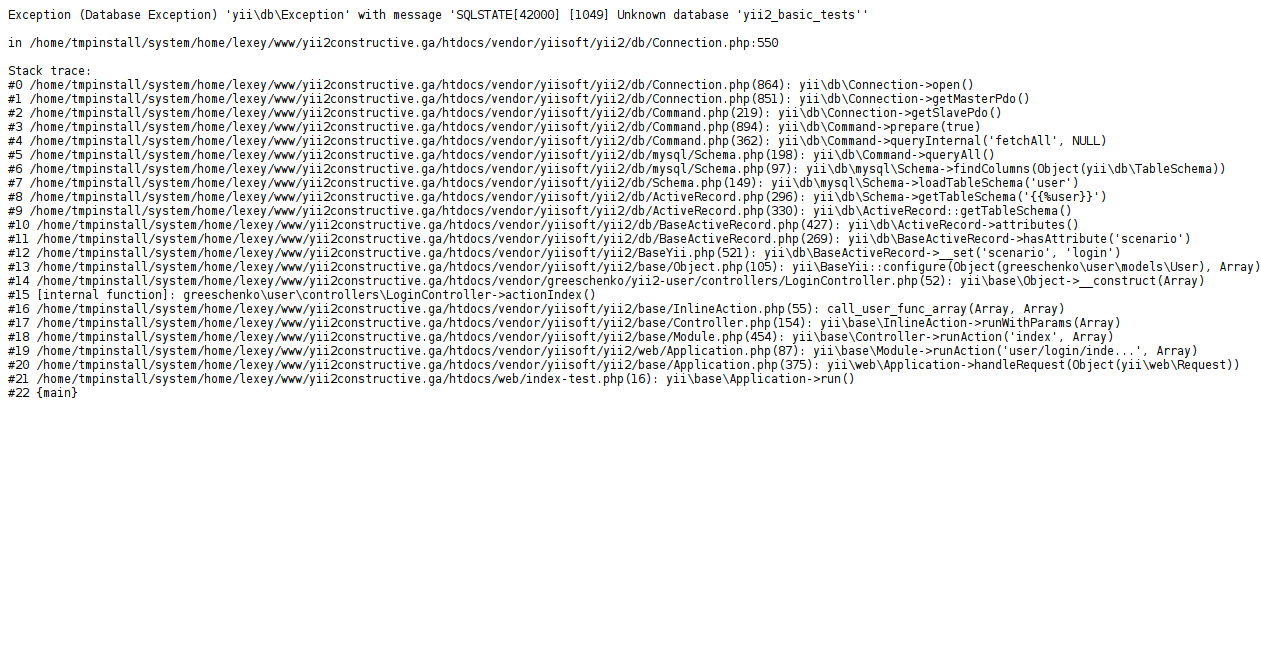 Exception (Database Exception) 'yii\db\Exception' with message 'SQLSTATE[42000] [1049] Unknown database 'yii2_basic_tests''
in /home/tmpinstall/system/home/lexey/www/yii2constructive.ga/htdocs/vendor/yiisoft/yii2/db/Connection.php:550
Stack trace:
#0 /home/tmpinstall/system/home/lexey/www/yii2constructive.ga/htdocs/vendor/yiisoft/yii2/db/Connection.php(864): yii\db\Connection->open()
#1 /home/tmpinstall/system/home/lexey/www/yii2constructive.ga/htdocs/vendor/yiisoft/yii2/db/Connection.php(851): yii\db\Connection->getMasterPdo()
#2 /home/tmpinstall/system/home/lexey/www/yii2constructive.ga/htdocs/vendor/yiisoft/yii2/db/Command.php(219): yii\db\Connection->getSlavePdo()
#3 /home/tmpinstall/system/home/lexey/www/yii2constructive.ga/htdocs/vendor/yiisoft/yii2/db/Command.php(894): yii\db\Command->prepare(true)
#4 /home/tmpinstall/system/home/lexey/www/yii2constructive.ga/htdocs/vendor/yiisoft/yii2/db/Command.php(362): yii\db\Command->queryInternal('fetchAll', NULL)
#5 /home/tmpinstall/system/home/lexey/www/yii2constructive.ga/htdocs/vendor/yiisoft/yii2/db/mysql/Schema.php(198): yii\db\Command->queryAll()
#6 /home/tmpinstall/system/home/lexey/www/yii2constructive.ga/htdocs/vendor/yiisoft/yii2/db/mysql/Schema.php(97): yii\db\mysql\Schema->findColumns(Object(yii\db\TableSchema))
#7 /home/tmpinstall/system/home/lexey/www/yii2constructive.ga/htdocs/vendor/yiisoft/yii2/db/Schema.php(149): yii\db\mysql\Schema->loadTableSchema('user')
#8 /home/tmpinstall/system/home/lexey/www/yii2constructive.ga/htdocs/vendor/yiisoft/yii2/db/ActiveRecord.php(296): yii\db\Schema->getTableSchema('{{%user}}')
#9 /home/tmpinstall/system/home/lexey/www/yii2constructive.ga/htdocs/vendor/yiisoft/yii2/db/ActiveRecord.php(330): yii\db\ActiveRecord::getTableSchema()
#10 /home/tmpinstall/system/home/lexey/www/yii2constructive.ga/htdocs/vendor/yiisoft/yii2/db/BaseActiveRecord.php(427): yii\db\ActiveRecord->attributes()
#11 /home/tmpinstall/system/home/lexey/www/yii2constructive.ga/htdocs/vendor/yiisoft/yii2/db/BaseActiveRecord.php(269): yii\db\BaseActiveRecord->hasAttribute('scenario')
#12 /home/tmpinstall/system/home/lexey/www/yii2constructive.ga/htdocs/vendor/yiisoft/yii2/BaseYii.php(521): yii\db\BaseActiveRecord->__set('scenario', 'login')
#13 /home/tmpinstall/system/home/lexey/www/yii2constructive.ga/htdocs/vendor/yiisoft/yii2/base/Object.php(105): yii\BaseYii::configure(Object(greeschenko\user\models\User), Array)
#14 /home/tmpinstall/system/home/lexey/www/yii2constructive.ga/htdocs/vendor/greeschenko/yii2-user/controllers/LoginController.php(52): yii\base\Object->__construct(Array)
#15 [internal function]: greeschenko\user\controllers\LoginController->actionIndex()
#16 /home/tmpinstall/system/home/lexey/www/yii2constructive.ga/htdocs/vendor/yiisoft/yii2/base/InlineAction.php(55): call_user_func_array(Array, Array)
#17 /home/tmpinstall/system/home/lexey/www/yii2constructive.ga/htdocs/vendor/yiisoft/yii2/base/Controller.php(154): yii\base\InlineAction->runWithParams(Array)
#18 /home/tmpinstall/system/home/lexey/www/yii2constructive.ga/htdocs/vendor/yiisoft/yii2/base/Module.php(454): yii\base\Controller->runAction('index', Array)
#19 /home/tmpinstall/system/home/lexey/www/yii2constructive.ga/htdocs/vendor/yiisoft/yii2/web/Application.php(87): yii\base\Module->runAction('user/login/inde...', Array)
#20 /home/tmpinstall/system/home/lexey/www/yii2constructive.ga/htdocs/vendor/yiisoft/yii2/base/Application.php(375): yii\web\Application->handleRequest(Object(yii\web\Request))
#21 /home/tmpinstall/system/home/lexey/www/yii2constructive.ga/htdocs/web/index-test.php(16): yii\base\Application->run()
#22 {main}